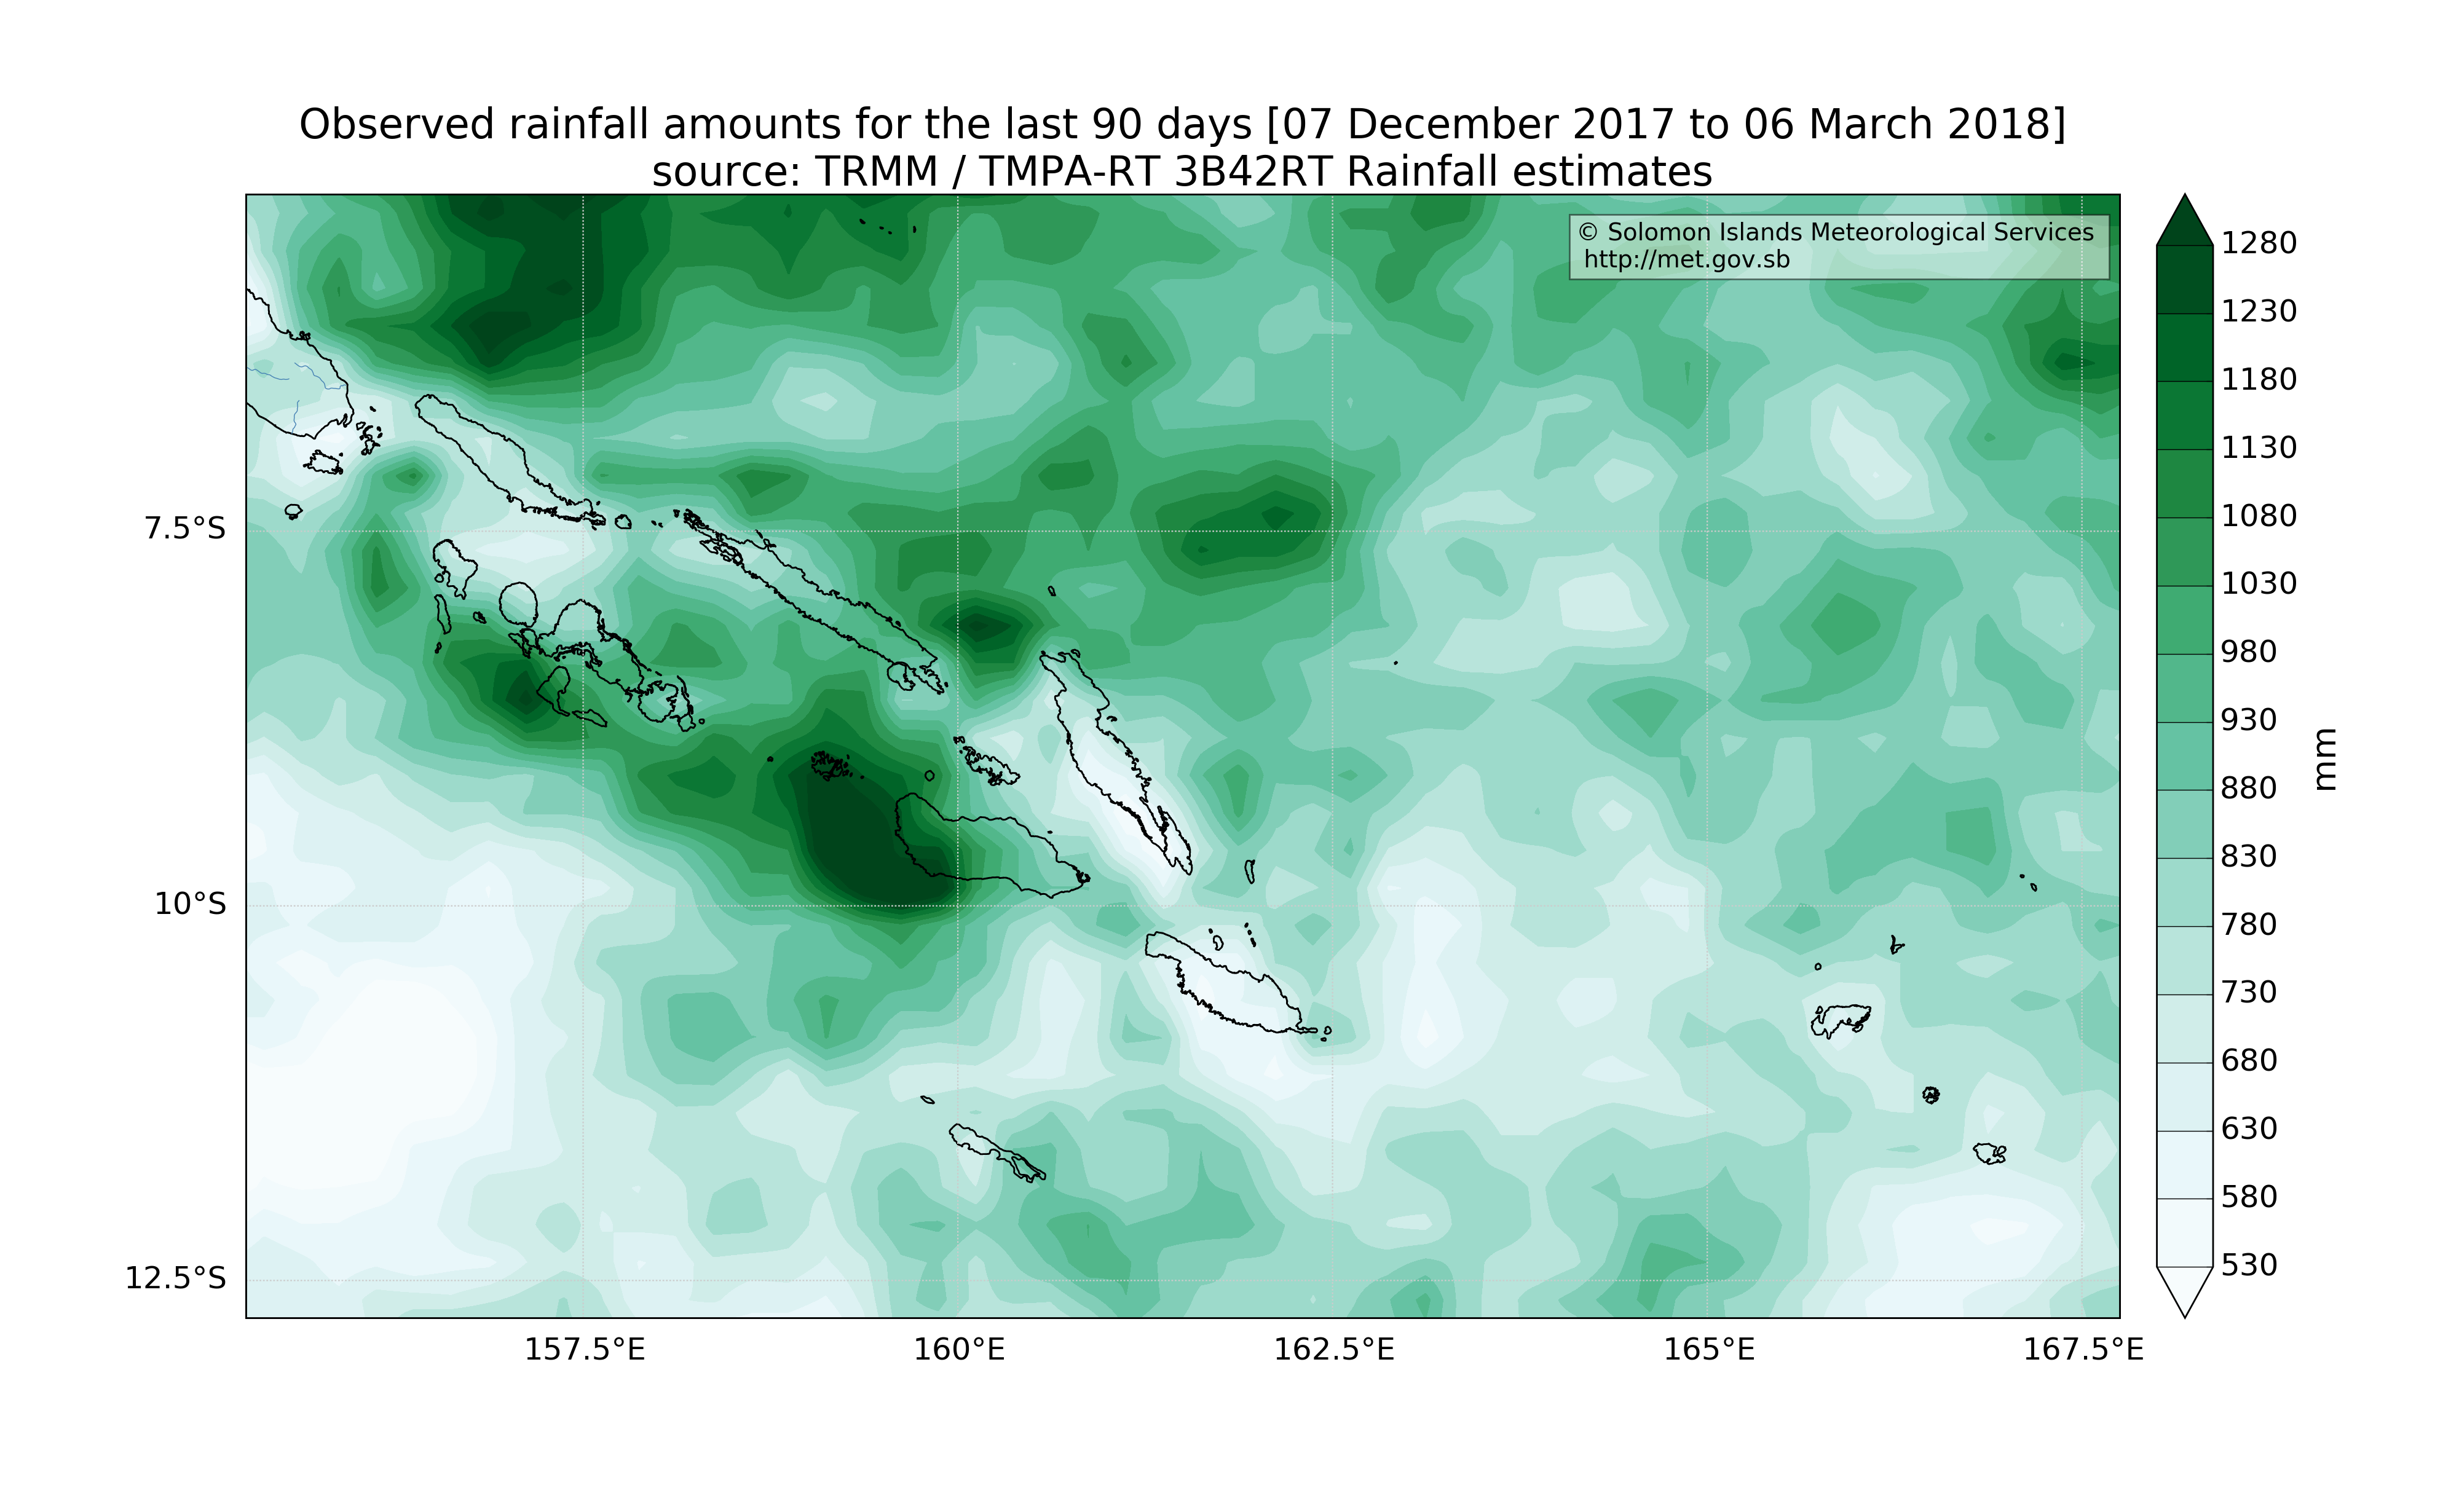 Observed rainfall amounts for the last 90 days [07 December 2017 to 06 March 2018]
source: TRMM / TMPA-RT 3B42RT Rainfall estimates
© Solomon Islands Meteorological Services
http://met.gov.sb
7.5°S
10°S
12.5°S
157.5°E
160°E
162.5°E
165°E
167.5°E
1280
1230
1180
1130
1080
1030
980
930
880
830
780
730
680
630
580
530
mm